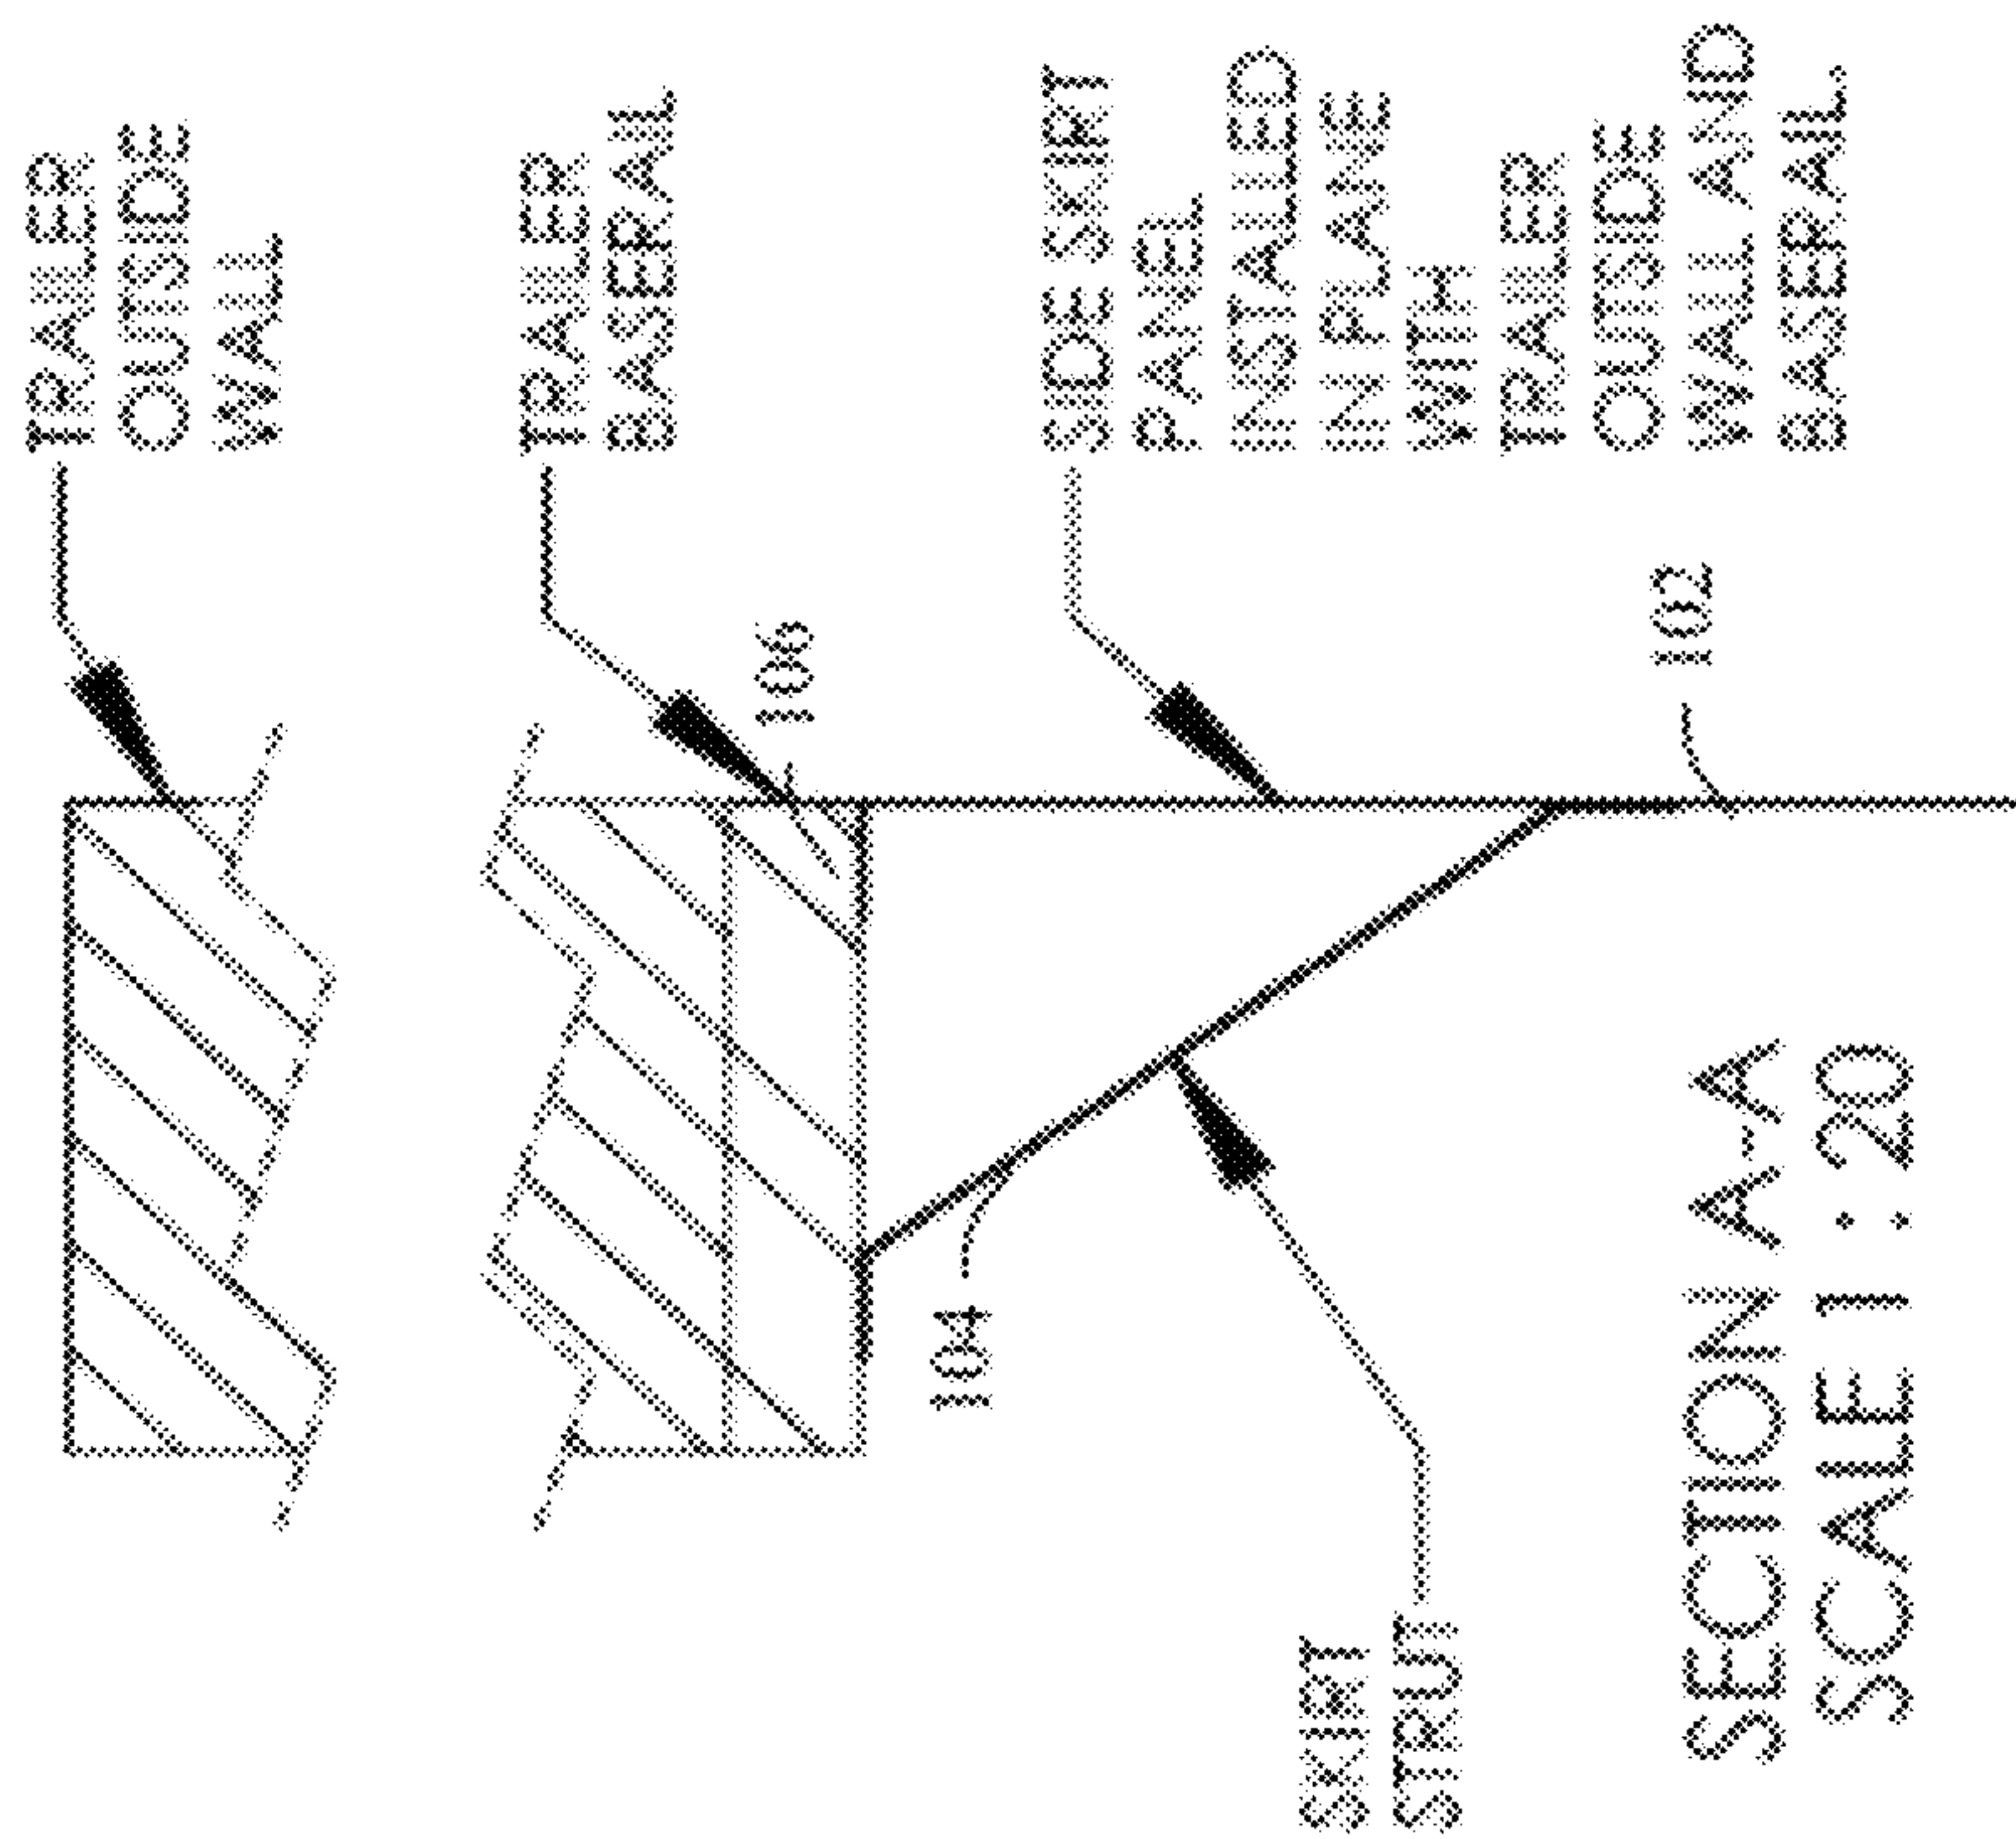 TRAILER
OUTSIDE
WALL
TRAILER
BASERAIL
106
SIDE SKIRT
PANEL
INSTALLED
IN PLANE
WITH
TRAILER
OUTSIDE
WALL AND
BASERAIL
102
104
SKIRT
STRUT
SECTION A-A
SCALE 1 : 20